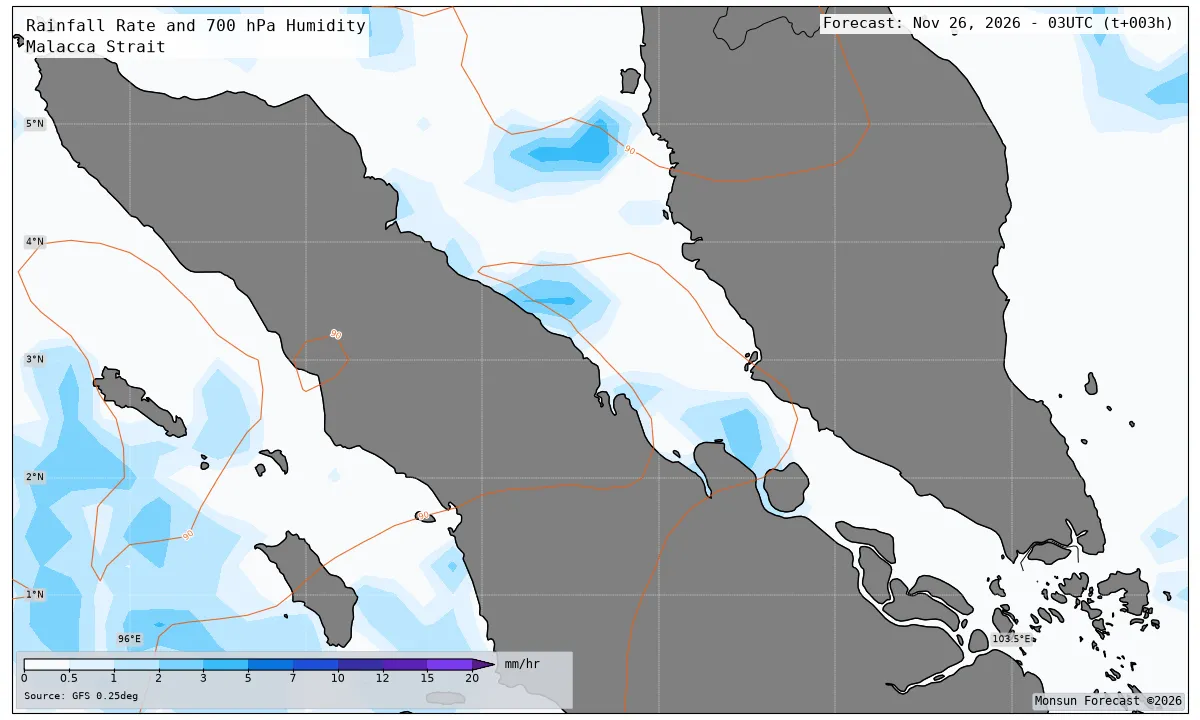 Rainfall Rate and 700 hPa Humidity
Malacca Strait
Forecast: Nov 26, 2026 - 03UTC (t+003h)
5°N
90
4°N
90
3°N
2°N
90
90
1°N
96°E
103.5°E
mm/hr
0 0.5 1 2 3 5 7 10 12 15 20
Source: GFS 0.25deg
Monsun Forecast ©2026